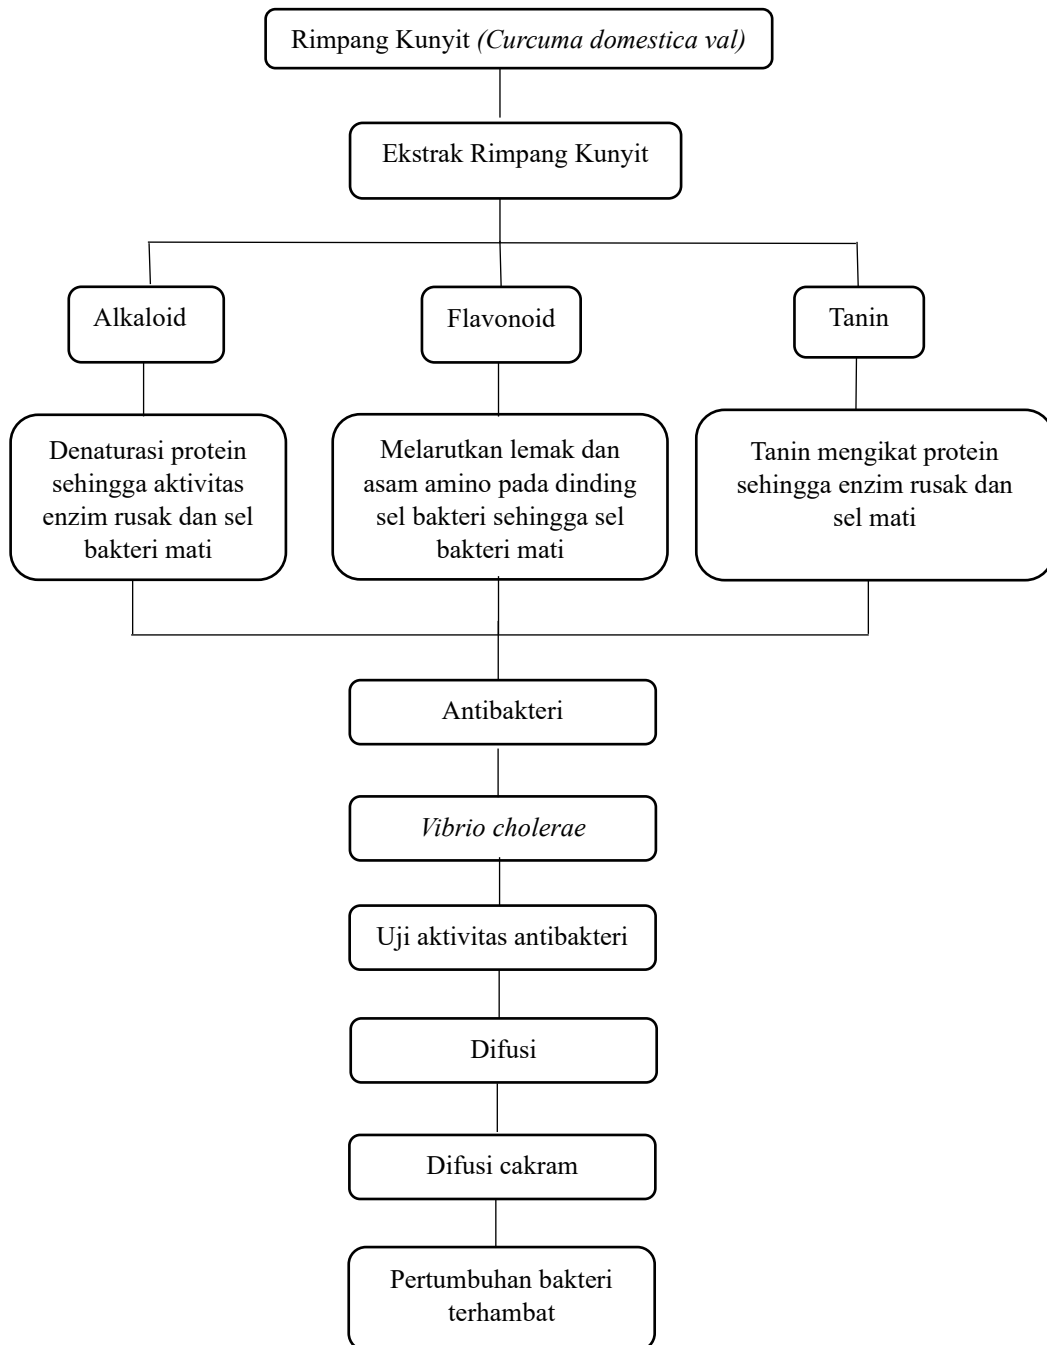 Rimpang Kunyit (Curcuma domestica val)
Ekstrak Rimpang Kunyit
Alkaloid
Flavonoid
Tanin
Denaturasi protein
sehingga aktivitas
enzim rusak dan sel
bakteri mati
Melarutkan lemak dan
asam amino pada dinding
sel bakteri sehingga sel
bakteri mati
Tanin mengikat protein
sehingga enzim rusak dan
sel mati
Antibakteri
Vibrio cholerae
Uji aktivitas antibakteri
Difusi
Difusi cakram
Pertumbuhan bakteri
terhambat